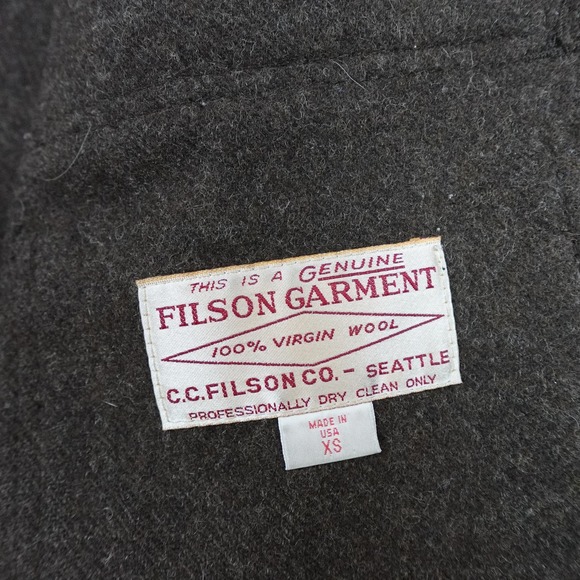 THIS IS A GENUINE
FILSON GARMENT
100% VIRGIN WOOL
C.C.FILSON CO. - SEATTLE
PROFESSIONALLY DRY CLEAN ONLY
MADE IN
USA
XS